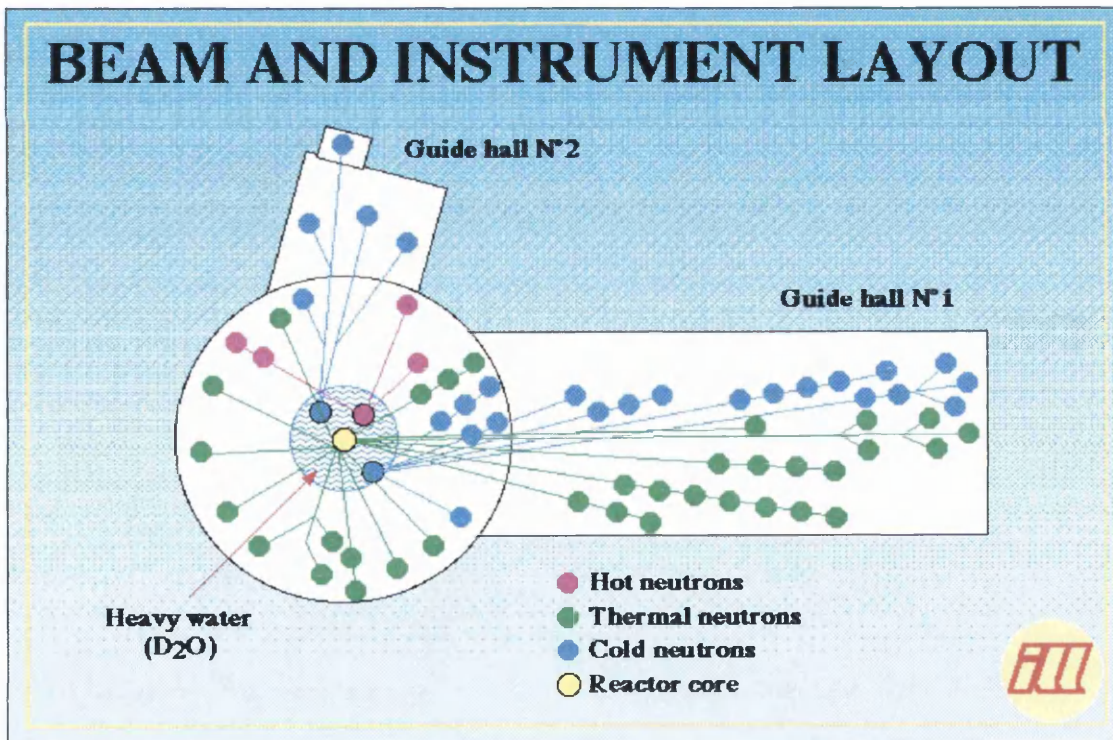 BEAM AND INSTRUMENT LAYOUT
Guide hall N°2
Guide hall N°1
Heavy water
(D2O)
Hot neutrons
Thermal neutrons
Cold neutrons
Reactor core
ill